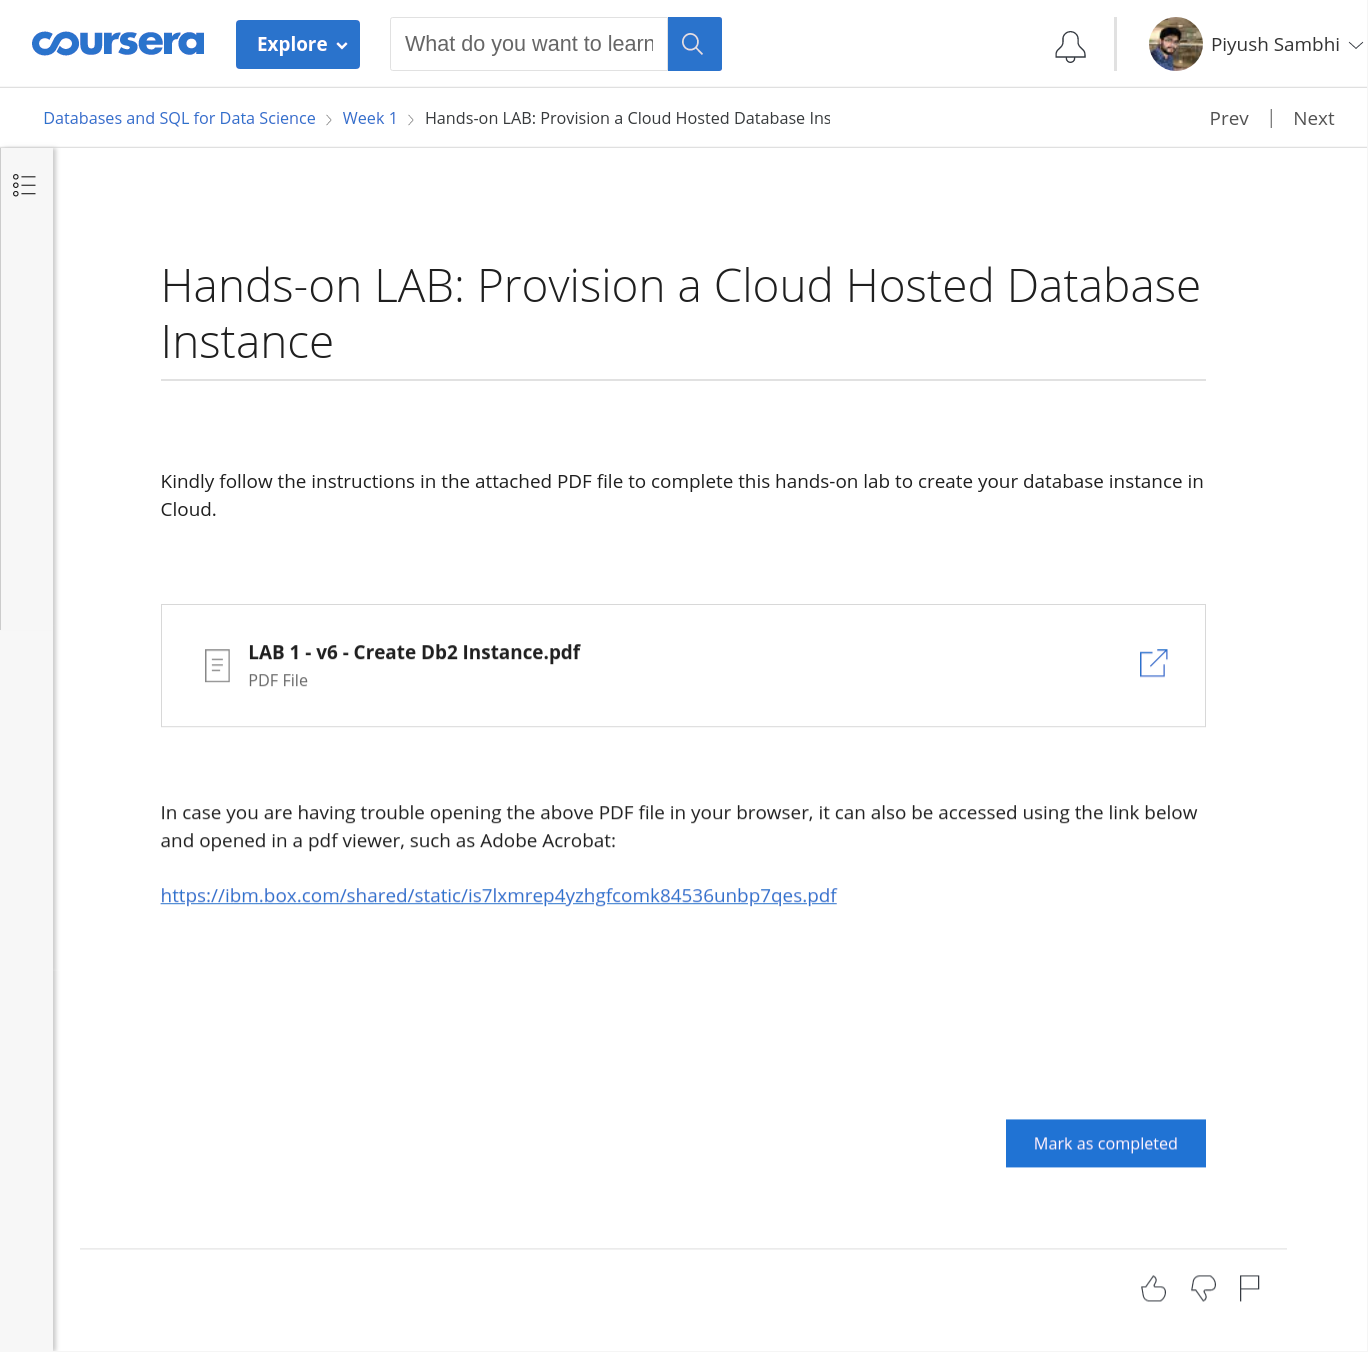 coursera
Explore
What do you want to learn
Piyush Sambhi
Databases and SQL for Data Science
Week 1
Hands-on LAB: Provision a Cloud Hosted Database Ins
Prev
Next
Hands-on LAB: Provision a Cloud Hosted Database
Instance
Kindly follow the instructions in the attached PDF file to complete this hands-on lab to create your database instance in
Cloud.
LAB 1 - v6 - Create Db2 Instance.pdf
PDF File
In case you are having trouble opening the above PDF file in your browser, it can also be accessed using the link below
and opened in a pdf viewer, such as Adobe Acrobat:
https://ibm.box.com/shared/static/is7lxmrep4yzhgfcomk84536unbp7qes.pdf
Mark as completed